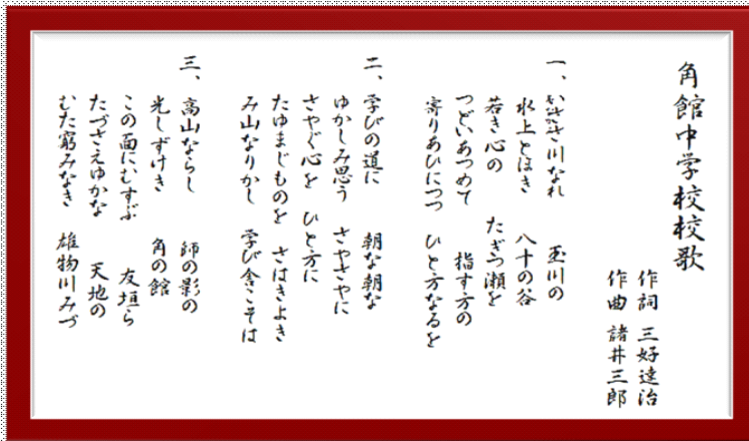 角館中学校校歌
作詞 三好達治
作曲 諸井三郎
一、いささ川なれ 玉川の
水上とほき 八十の谷
若き心の たぎつ瀬を
つどいあつめて 指す方の
寄りあひにつつ ひと方なるを
二、学びの道に 朝な朝な
ゆかしみ思う さやさやに
さやぐ心を ひと方に
たゆまじものを さはきよき
み山なりかし 学び舎こそは
三、高山ならし 師の影の
光しずけき 角の館
この面にむすぶ 友垣ら
たづさえゆかな 天地の
むた窮みなき 雄物川みづ